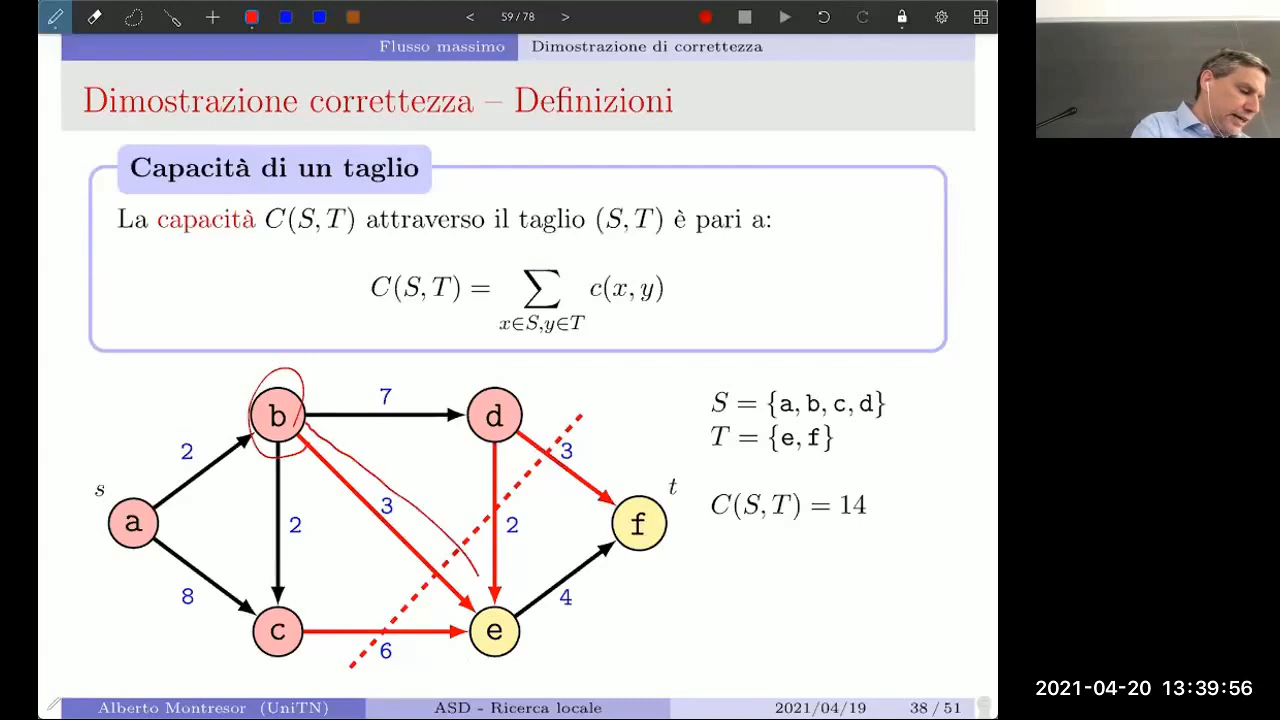 59 / 78
Flusso massimo Dimostrazione di correttezza
Dimostrazione correttezza – Definizioni
Capacità di un taglio
La capacità C(S, T) attraverso il taglio (S, T) è pari a:
C(S, T) = ∑ c(x, y)
x∈S,y∈T
S = {a, b, c, d}
T = {e, f}
C(S, T) = 14
s
t
a
b
c
d
e
f
2
8
7
2
3
6
2
3
4
Alberto Montresor (UniTN) ASD - Ricerca locale 2021/04/19 38 / 51
2021-04-20 13:39:56